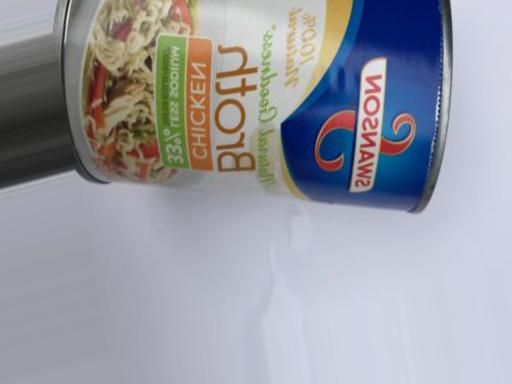 SWANSON
100%
Natural
Natural Goodness
CHICKEN
Broth
33% LESS SODIUM